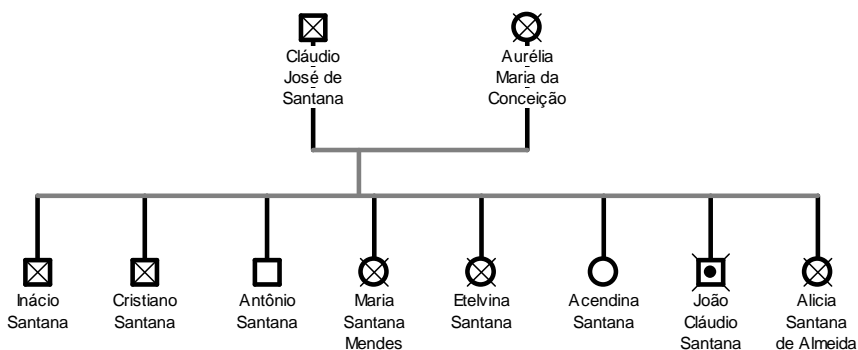 Cláudio
José de
Santana
Aurélia
Maria da
Conceição
Inácio
Santana
Cristiano
Santana
Antônio
Santana
Maria
Santana
Mendes
Etelvina
Santana
Acendina
Santana
João
Cláudio
Santana
Alicia
Santana
de Almeida